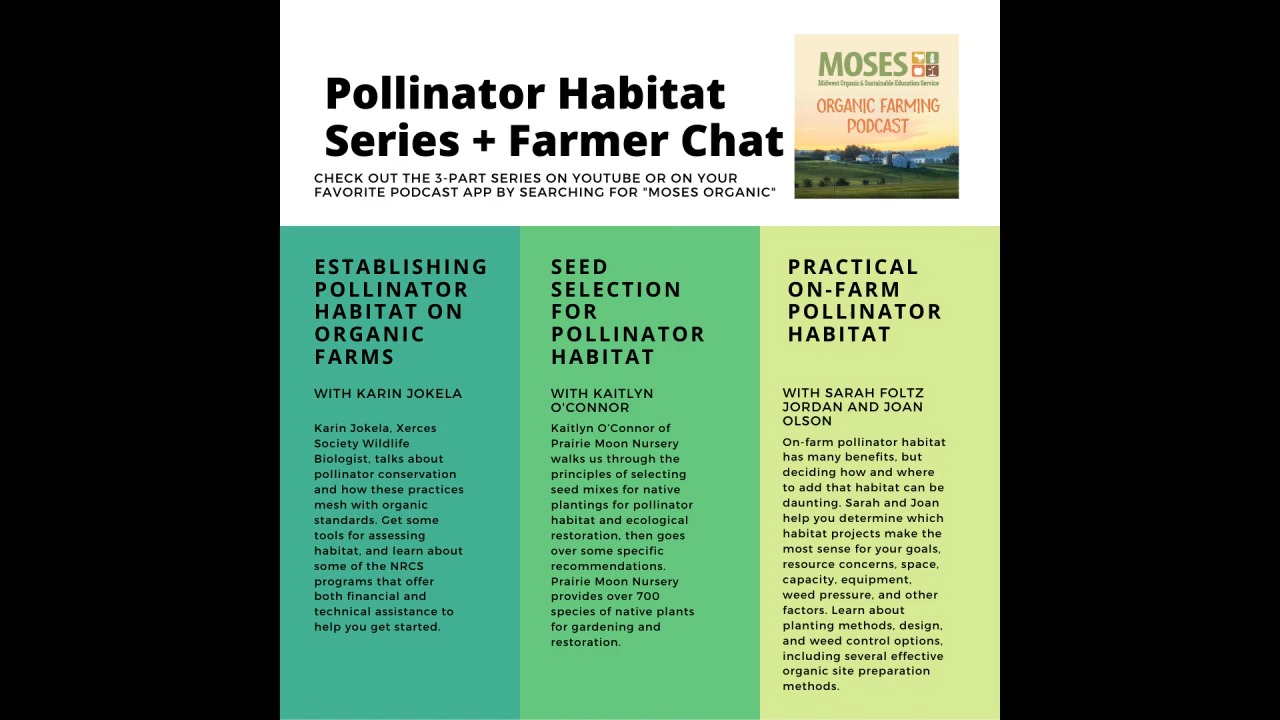 Pollinator Habitat
Series + Farmer Chat
CHECK OUT THE 3-PART SERIES ON YOUTUBE OR ON YOUR
FAVORITE PODCAST APP BY SEARCHING FOR "MOSES ORGANIC"
MOSES
Midwest Organic & Sustainable Education Service
ORGANIC FARMING
PODCAST
ESTABLISHING
POLLINATOR
HABITAT ON
ORGANIC
FARMS
WITH KARIN JOKELA
Karin Jokela, Xerces
Society Wildlife
Biologist, talks about
pollinator conservation
and how these practices
mesh with organic
standards. Get some
tools for assessing
habitat, and learn about
some of the NRCS
programs that offer
both financial and
technical assistance to
help you get started.
SEED
SELECTION
FOR
POLLINATOR
HABITAT
WITH KAITLYN
O'CONNOR
Kaitlyn O'Connor of
Prairie Moon Nursery
walks us through the
principles of selecting
seed mixes for native
plantings for pollinator
habitat and ecological
restoration, then goes
over some specific
recommendations.
Prairie Moon Nursery
provides over 700
species of native plants
for gardening and
restoration.
PRACTICAL
ON-FARM
POLLINATOR
HABITAT
WITH SARAH FOLTZ
JORDAN AND JOAN
OLSON
On-farm pollinator habitat
has many benefits, but
deciding how and where
to add that habitat can be
daunting. Sarah and Joan
help you determine which
habitat projects make the
most sense for your goals,
resource concerns, space,
capacity, equipment,
weed pressure, and other
factors. Learn about
planting methods, design,
and weed control options,
including several effective
organic site preparation
methods.